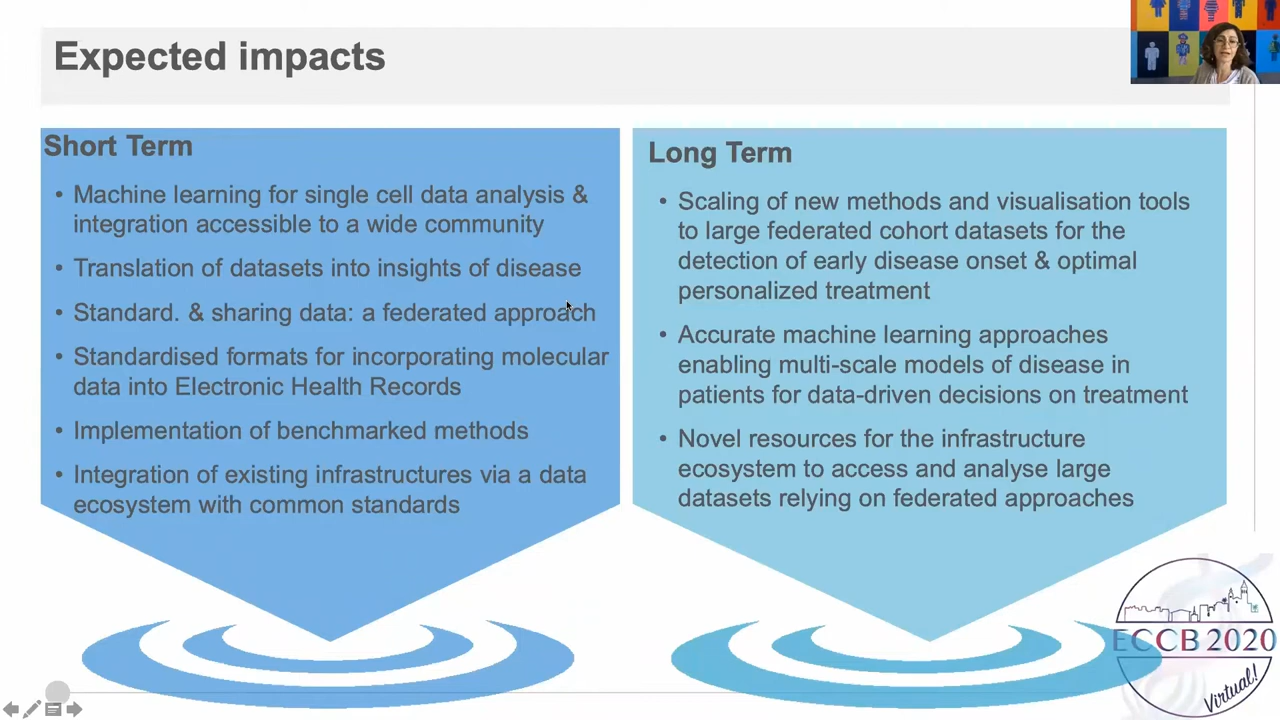 Expected impacts
Short Term
• Machine learning for single cell data analysis &
integration accessible to a wide community
• Translation of datasets into insights of disease
• Standard. & sharing data: a federated approach
• Standardised formats for incorporating molecular
data into Electronic Health Records
• Implementation of benchmarked methods
• Integration of existing infrastructures via a data
ecosystem with common standards
Long Term
• Scaling of new methods and visualisation tools
to large federated cohort datasets for the
detection of early disease onset & optimal
personalized treatment
• Accurate machine learning approaches
enabling multi-scale models of disease in
patients for data-driven decisions on treatment
• Novel resources for the infrastructure
ecosystem to access and analyse large
datasets relying on federated approaches
ECCB2020
Virtual!